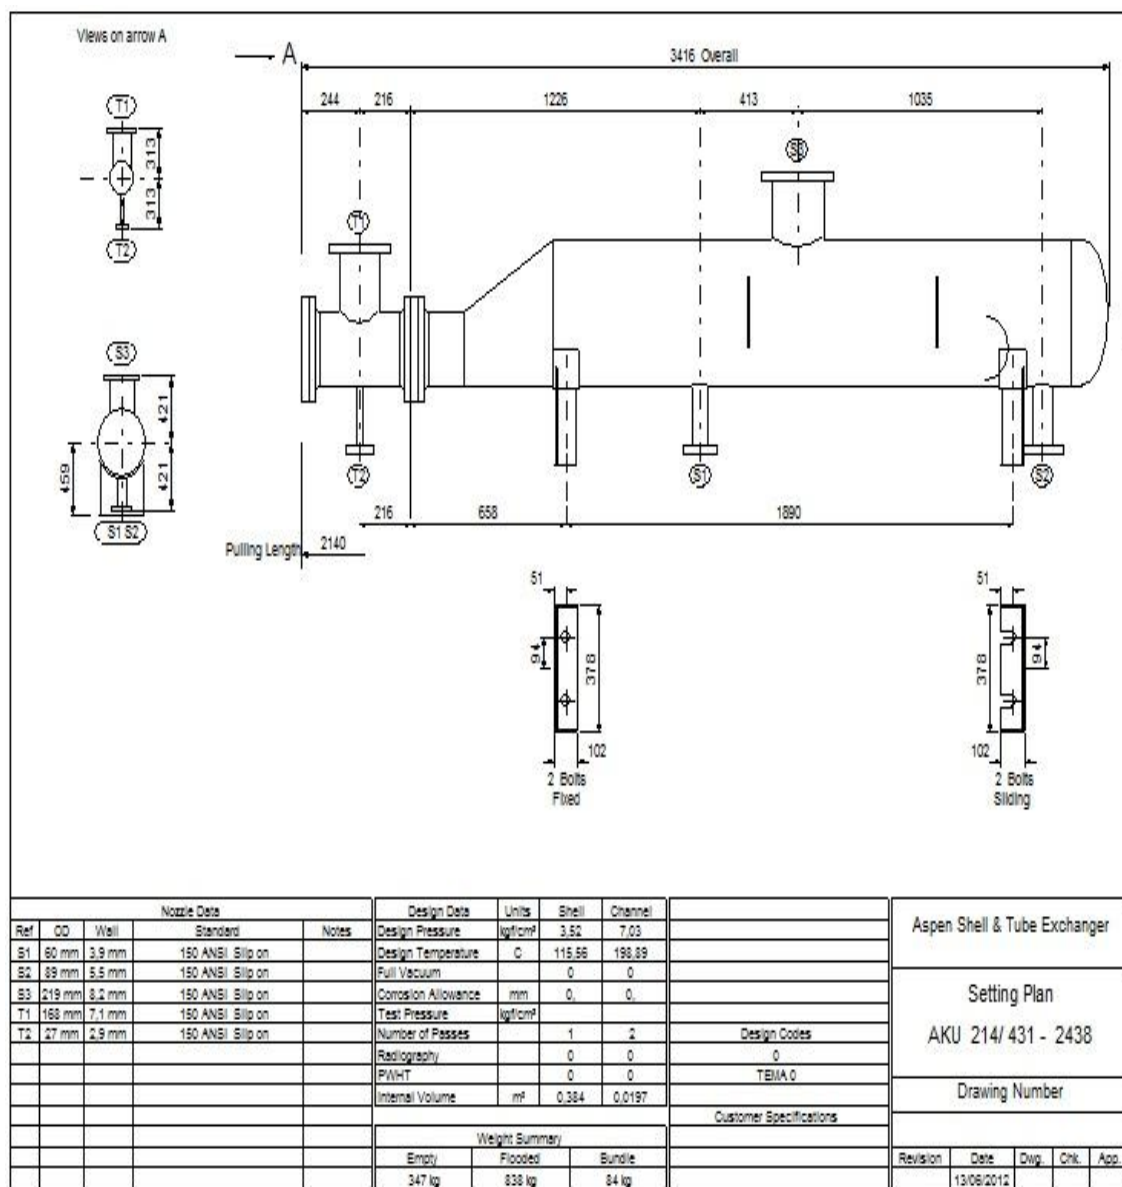 Views on arrow A
A
3416 Overall
244 216 1226 413 1035
T1
313
313
T2
S3
T1
S3
421
459
421
S1 S2
T2
S1
S2
216 658 1890
Pulling Length 2140
51
94
378
102
2 Bolts
Fixed
51
378
94
102
2 Bolts
Sliding
Nozzle Data
Ref OD Wall Standard Notes
S1 60 mm 3,9 mm 150 ANSI Slip on
S2 89 mm 5,5 mm 150 ANSI Slip on
S3 219 mm 8,2 mm 150 ANSI Slip on
T1 168 mm 7,1 mm 150 ANSI Slip on
T2 27 mm 2,9 mm 150 ANSI Slip on
Design Data Units Shell Channel
Design Pressure kgf/cm² 3,52 7,03
Design Temperature C 115,56 198,89
Full Vacuum 0 0
Corrosion Allowance mm 0, 0,
Test Pressure kgf/cm²
Number of Passes 1 2
Radiography 0 0
PWHT 0 0
Internal Volume m³ 0,384 0,0197
Weight Summary
Empty Flooded Bundle
347 kg 838 kg 84 kg
Design Codes
0
TEMA 0
Customer Specifications
Aspen Shell & Tube Exchanger
Setting Plan
AKU 214/ 431 - 2438
Drawing Number
Revision Date Dwg. Chk. App.
13/06/2012